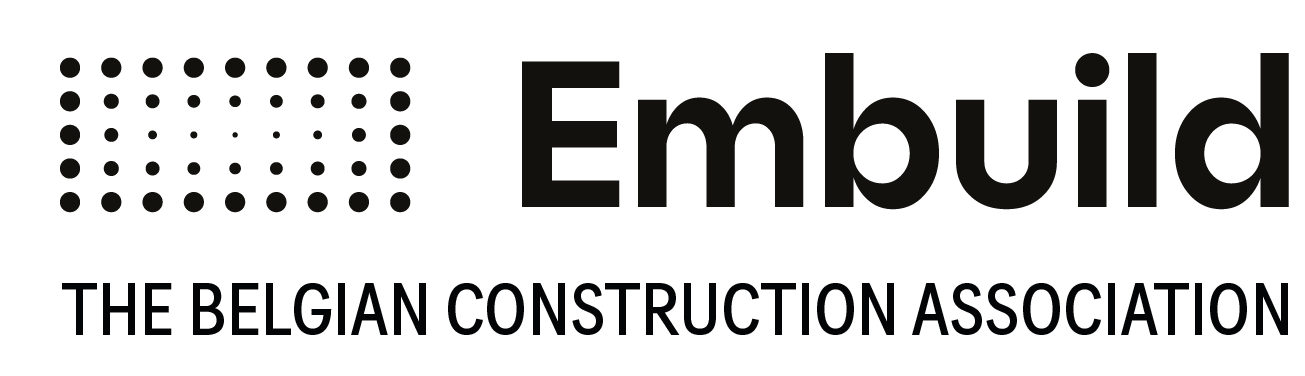 Embuild
THE BELGIAN CONSTRUCTION ASSOCIATION